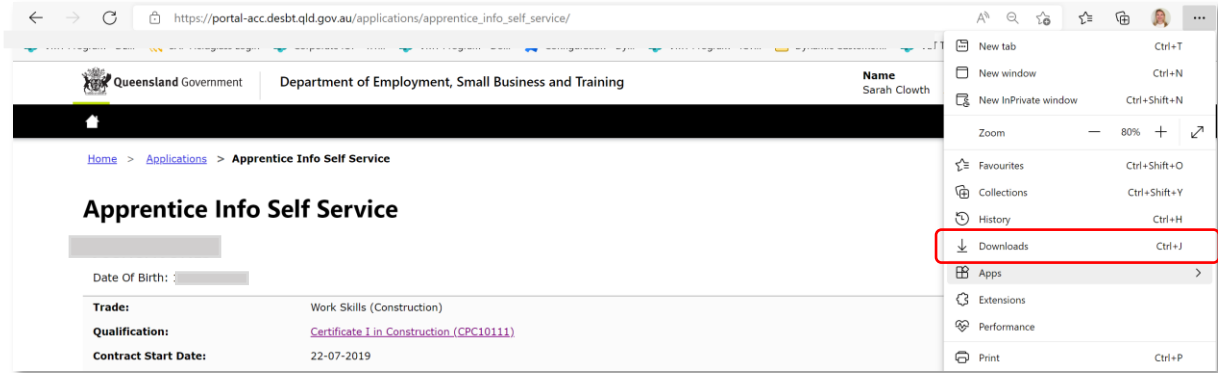 https://portal-acc.desbt.qld.gov.au/applications/apprentice_info_self_service/
New tab Ctrl+T
New window Ctrl+N
New InPrivate window Ctrl+Shift+N
Zoom — 80% +
Favourites Ctrl+Shift+O
Collections Ctrl+Shift+Y
History Ctrl+H
Downloads Ctrl+J
Apps
Extensions
Performance
Print Ctrl+P
Queensland Government
Department of Employment, Small Business and Training
Name
Sarah Clowth
Home > Applications > Apprentice Info Self Service
Apprentice Info Self Service
Date Of Birth:
Trade: Work Skills (Construction)
Qualification: Certificate I in Construction (CPC10111)
Contract Start Date: 22-07-2019